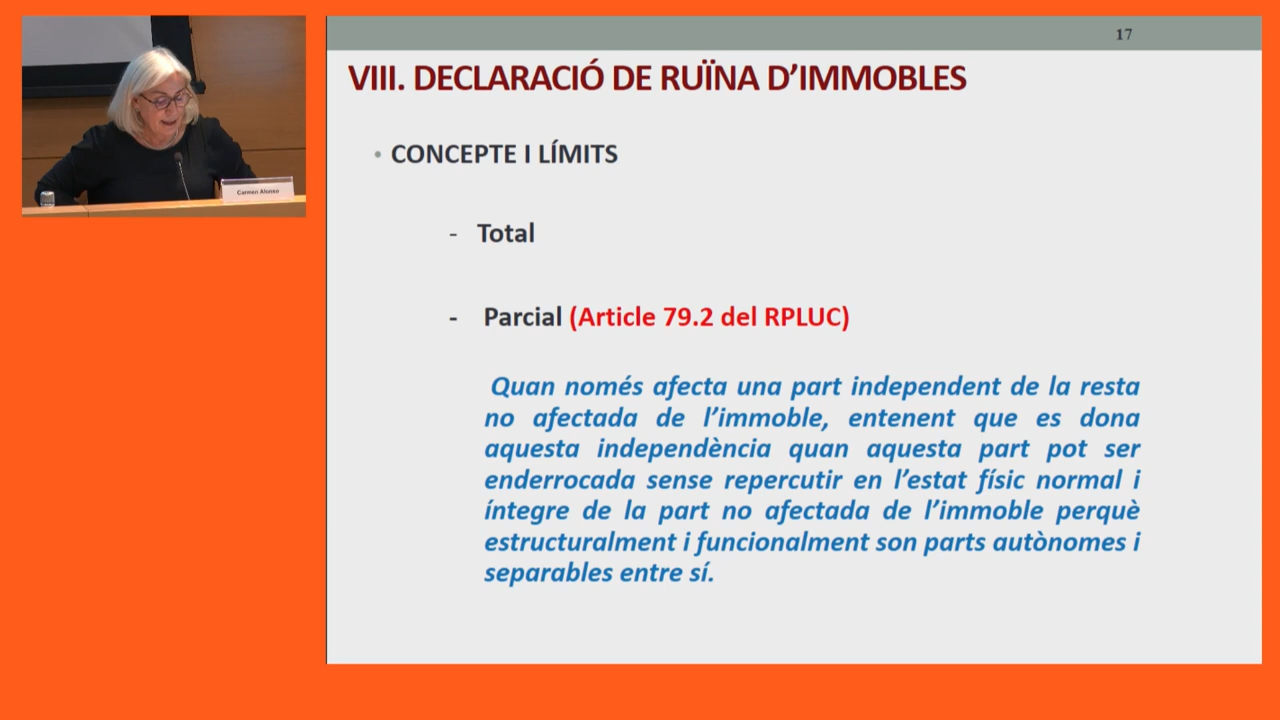 17
VIII. DECLARACIÓ DE RUÏNA D’IMMOBLES
• CONCEPTE I LÍMITS
- Total
- Parcial (Article 79.2 del RPLUC)
Quan només afecta una part independent de la resta
no afectada de l’immoble, entenent que es dona
aquesta independència quan aquesta part pot ser
enderrocada sense repercutir en l’estat físic normal i
íntegre de la part no afectada de l’immoble perquè
estructuralment i funcionalment son parts autònomes i
separables entre sí.
Carmen Alonso